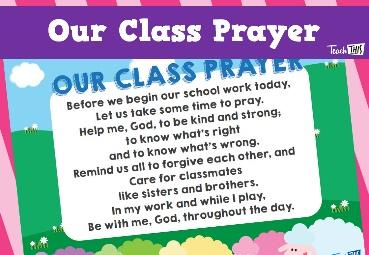 Our Class Prayer
Teach THIS
OUR CLASS PRAYER
Before we begin our school work today,
Let us take some time to pray.
Help me, God, to be kind and strong;
to know what's right
and to know what's wrong.
Remind us all to forgive each other, and
Care for classmates
like sisters and brothers.
In my work and while I play,
Be with me, God, throughout the day.